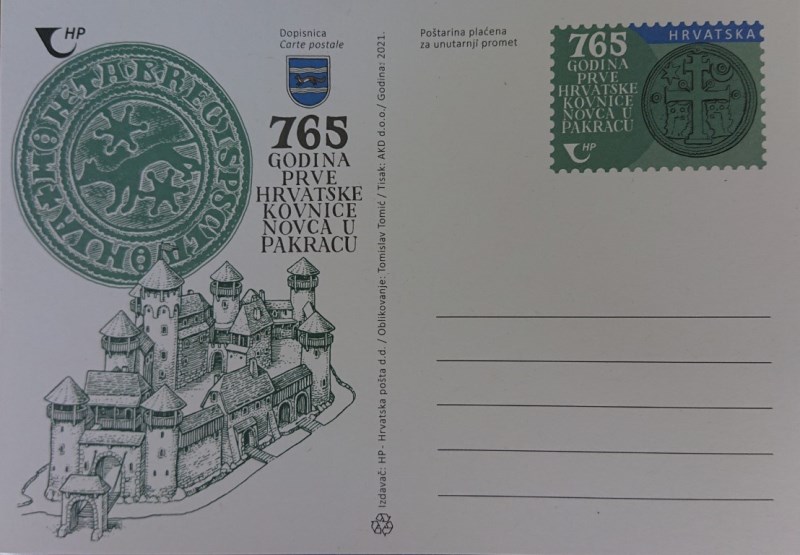 HP
Dopisnica
Carte postale
765
GODINA
PRVE
HRVATSKE
KOVNICE
NOVCA U
PAKRACU
Izdavač: HP - Hrvatska pošta d.d. / Oblikovanje: Tomislav Tomić / Tisak: AKD d.o.o./ Godina: 2021.
Poštarina plaćena
za unutarnji promet
HRVATSKA
765
GODINA
PRVE
HRVATSKE
KOVNICE
NOVCA U
PAKRACU
HP